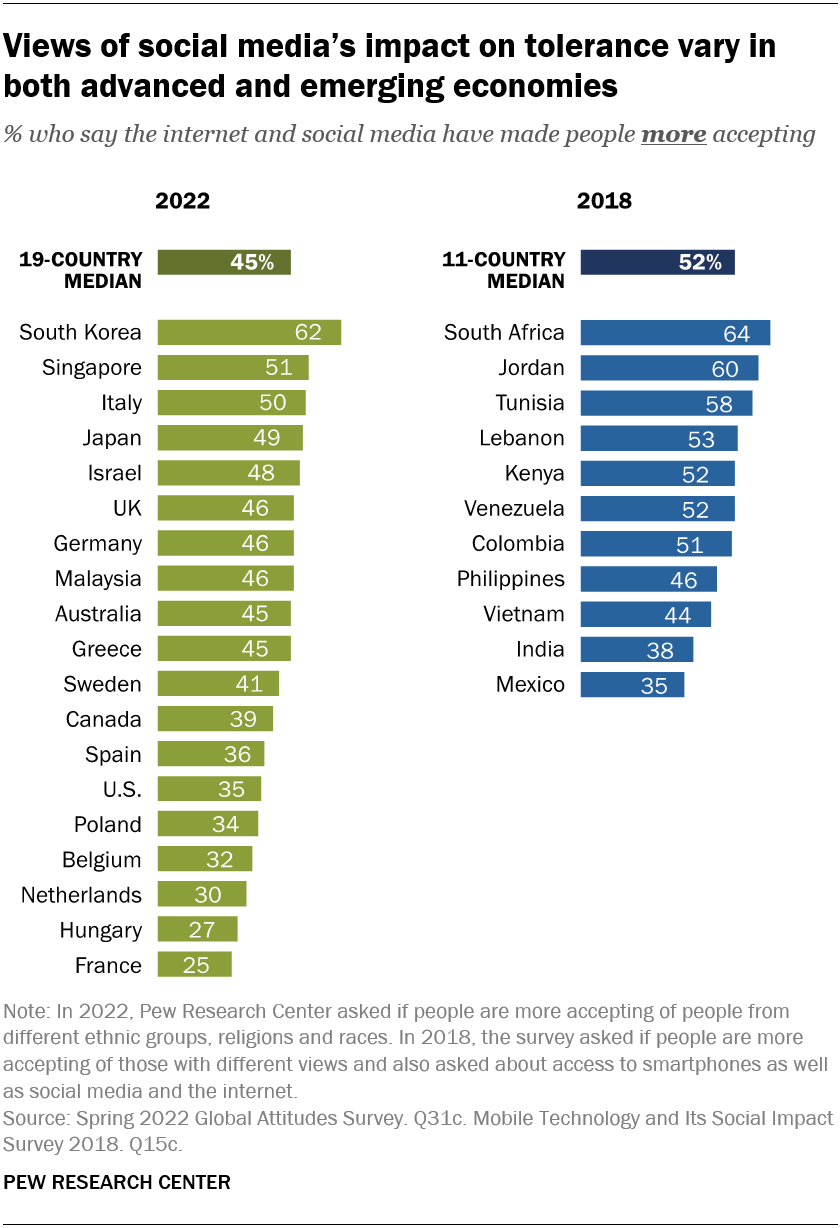 Views of social media's impact on tolerance vary in
both advanced and emerging economies
% who say the internet and social media have made people more accepting
2022
19-COUNTRY
MEDIAN
45%
South Korea 62
Singapore 51
Italy 50
Japan 49
Israel 48
UK 46
Germany 46
Malaysia 46
Australia 45
Greece 45
Sweden 41
Canada 39
Spain 36
U.S. 35
Poland 34
Belgium 32
Netherlands 30
Hungary 27
France 25
2018
11-COUNTRY
MEDIAN
52%
South Africa 64
Jordan 60
Tunisia 58
Lebanon 53
Kenya 52
Venezuela 52
Colombia 51
Philippines 46
Vietnam 44
India 38
Mexico 35
Note: In 2022, Pew Research Center asked if people are more accepting of people from
different ethnic groups, religions and races. In 2018, the survey asked if people are more
accepting of those with different views and also asked about access to smartphones as well
as social media and the internet.
Source: Spring 2022 Global Attitudes Survey. Q31c. Mobile Technology and Its Social Impact
Survey 2018. Q15c.
PEW RESEARCH CENTER